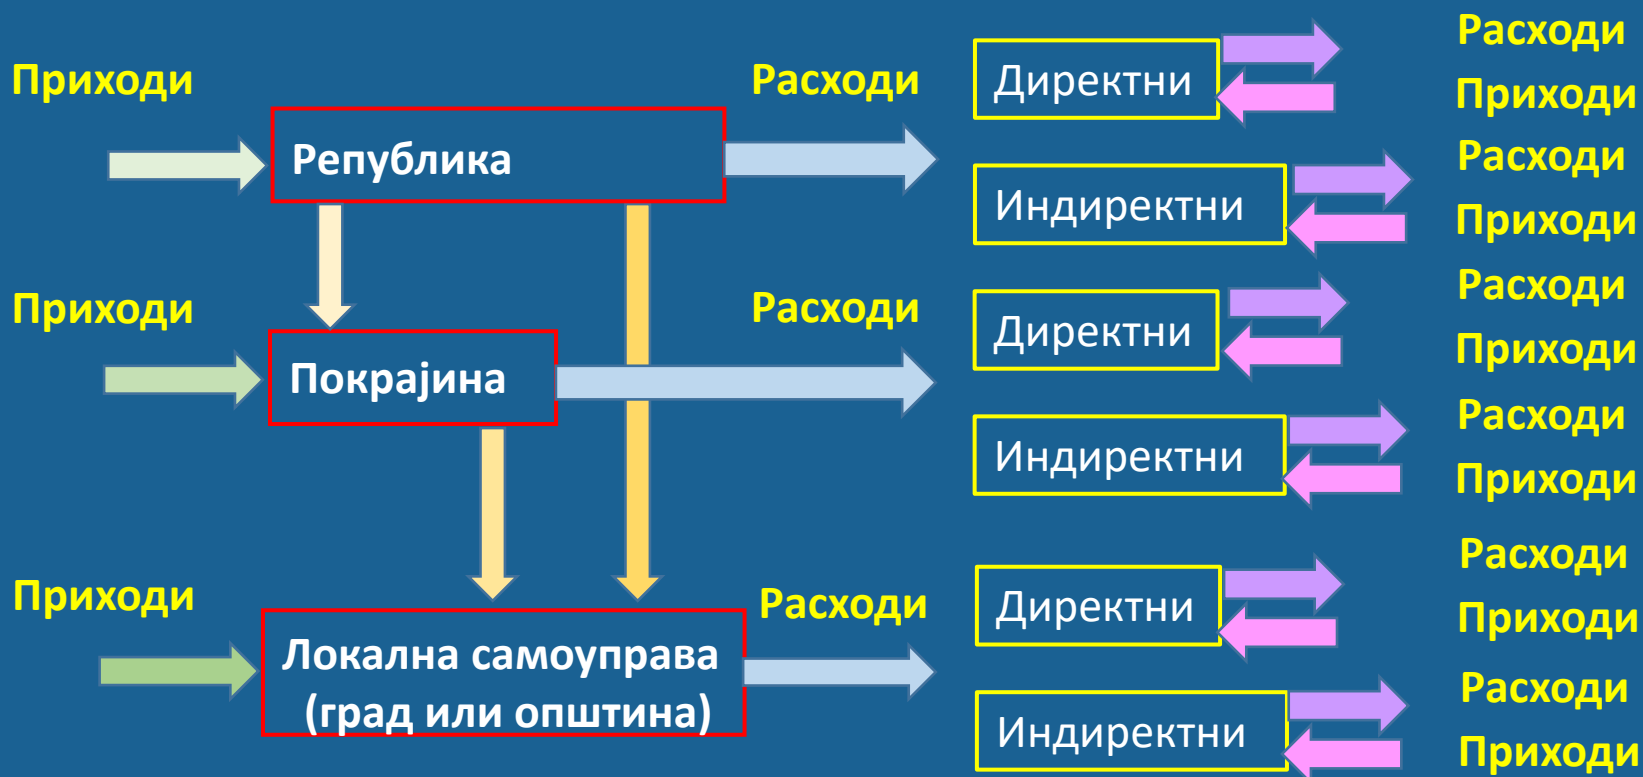 Приходи
Република
Расходи
Директни
Расходи
Приходи
Индиректни
Расходи
Приходи
Приходи
Покрајина
Расходи
Директни
Расходи
Приходи
Индиректни
Расходи
Приходи
Приходи
Локална самоуправа
(град или општина)
Расходи
Директни
Расходи
Приходи
Индиректни
Расходи
Приходи